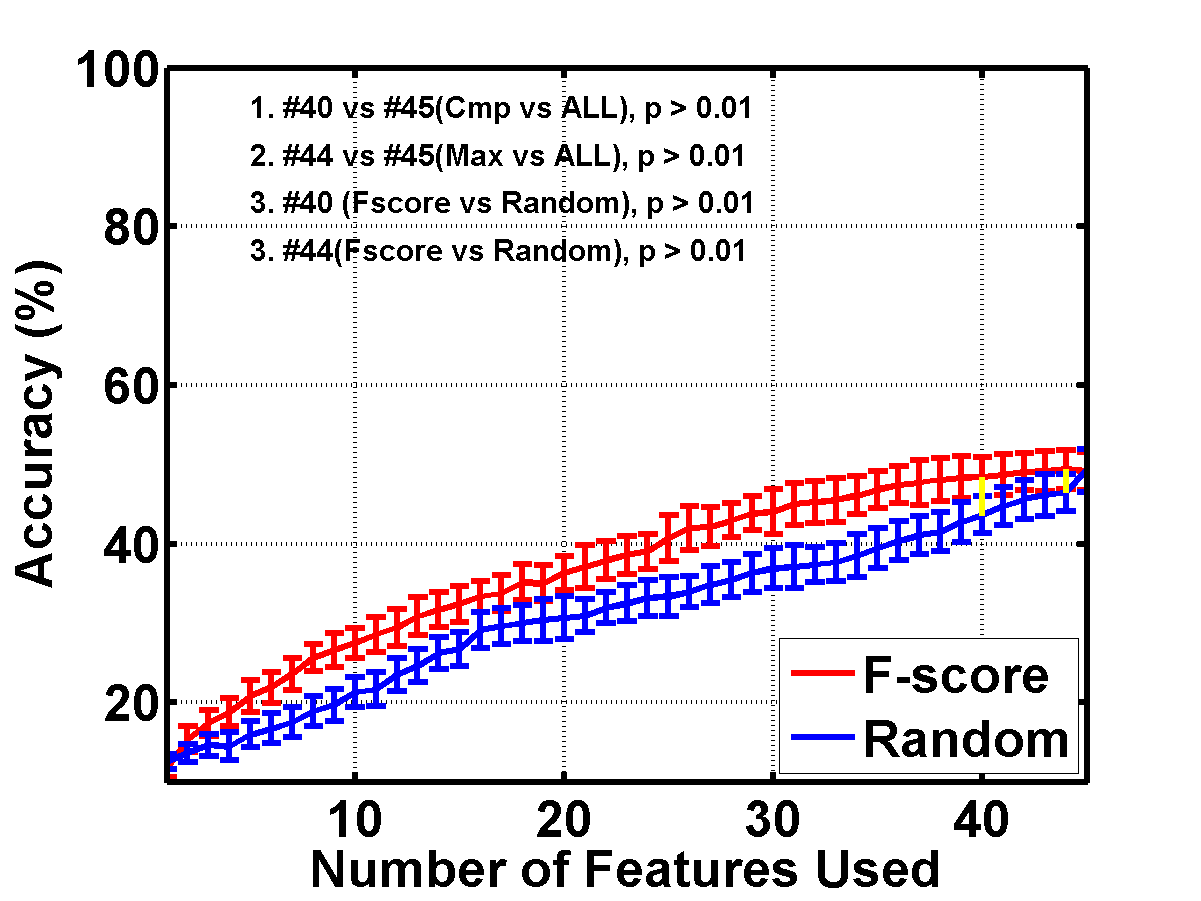 100
1. #40 vs #45(Cmp vs ALL), p > 0.01
2. #44 vs #45(Max vs ALL), p > 0.01
3. #40 (Fscore vs Random), p > 0.01
80
3. #44(Fscore vs Random), p > 0.01
Accuracy (%)
60
40
20
F-score
Random
10 20 30 40
Number of Features Used